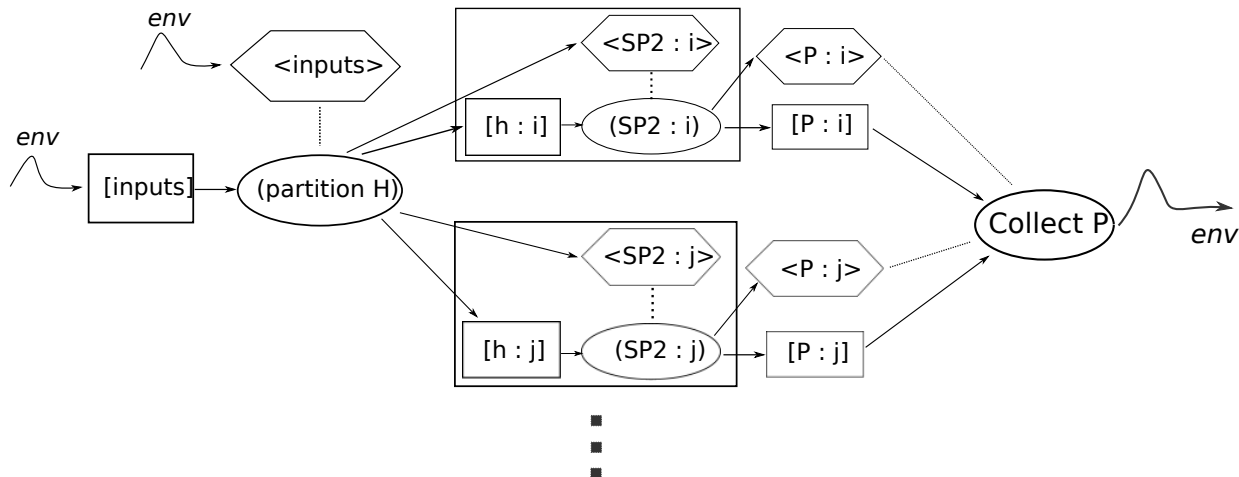 env
<inputs>
env
[inputs]
(partition H)
<SP2 : i>
[h : i]
(SP2 : i)
<P : i>
[P : i]
<SP2 : j>
[h : j]
(SP2 : j)
<P : j>
[P : j]
Collect P
env